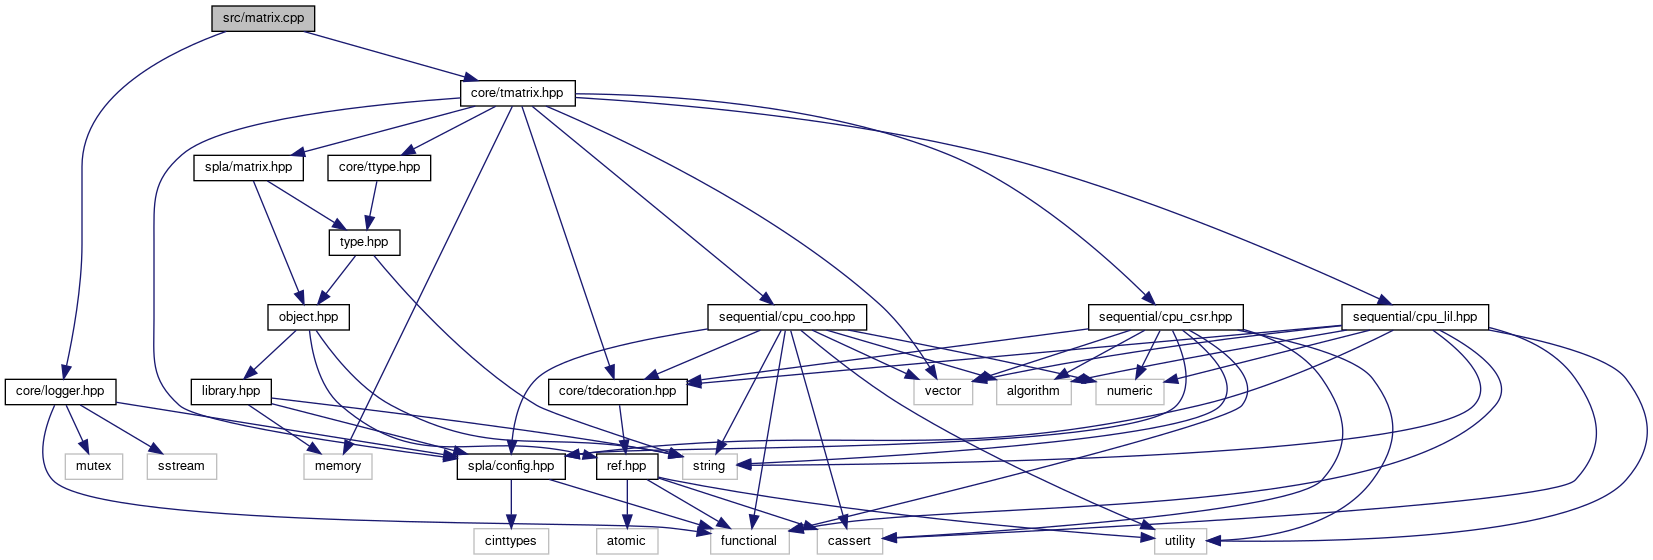 src/matrix.cpp
core/tmatrix.hpp
spla/matrix.hpp
core/ttype.hpp
type.hpp
object.hpp
sequential/cpu_coo.hpp
sequential/cpu_csr.hpp
sequential/cpu_lil.hpp
core/logger.hpp
library.hpp
core/tdecoration.hpp
vector
algorithm
numeric
mutex
sstream
memory
spla/config.hpp
ref.hpp
string
cinttypes
atomic
functional
cassert
utility